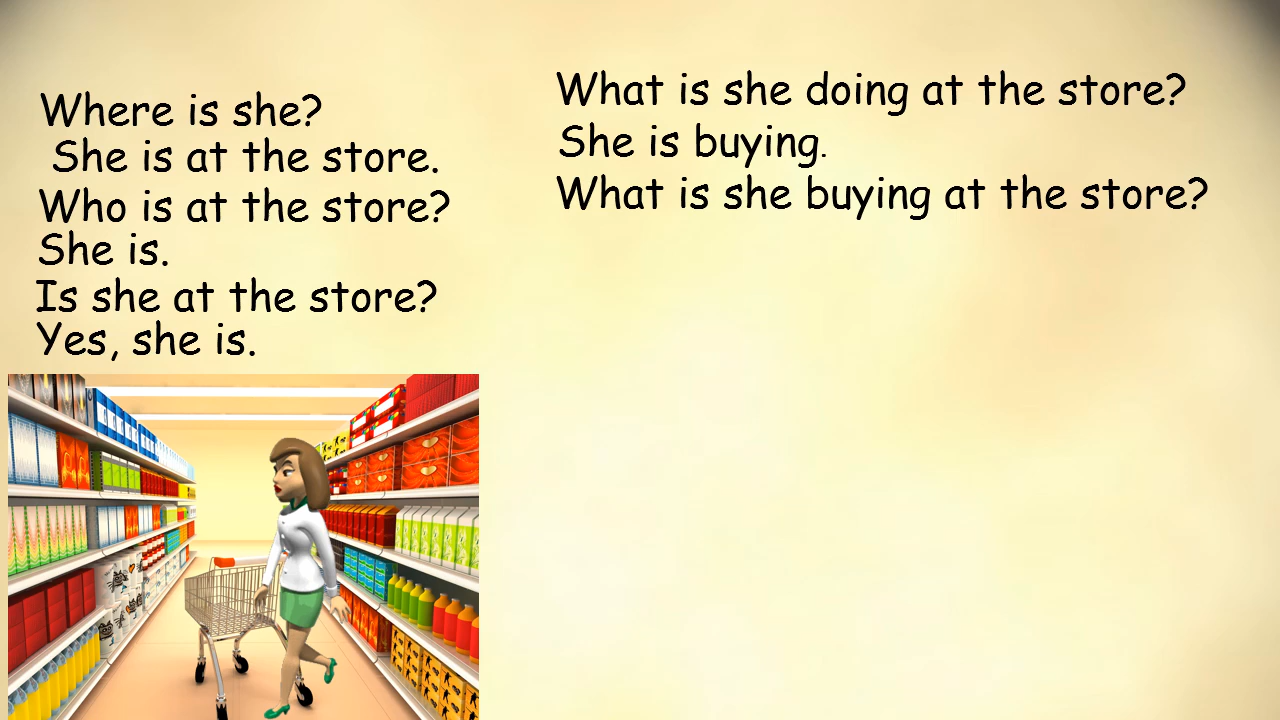 Where is she?
She is at the store.
Who is at the store?
She is.
Is she at the store?
Yes, she is.
What is she doing at the store?
She is buying.
What is she buying at the store?